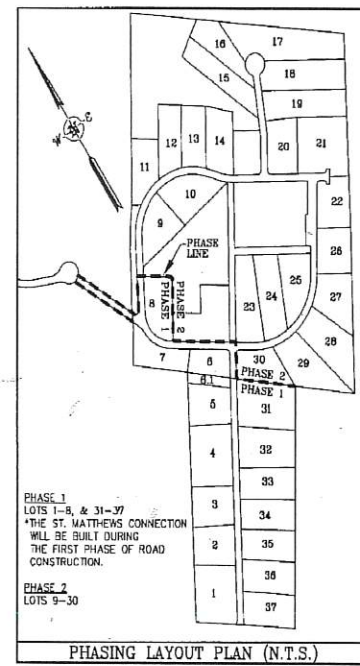 16
17
15
18
19
12
13
14
20
21
11
10
22
9
PHASE
LINE
26
8
PHASE 1
PHASE 2
25
24
23
27
28
7
6
30
29
6.1
PHASE 2
PHASE 1
5
31
4
32
33
3
34
2
35
36
1
37
PHASE 1
LOTS 1-8, & 31-37
*THE ST. MATTHEWS CONNECTION
WILL BE BUILT DURING
THE FIRST PHASE OF ROAD
CONSTRUCTION.
PHASE 2
LOTS 9-30
PHASING LAYOUT PLAN (N.T.S.)